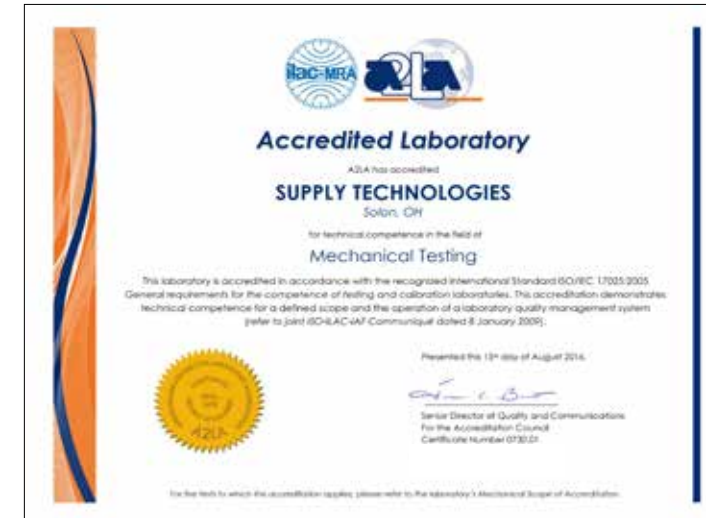 ilac-MRA
A2LA
Accredited Laboratory
A2LA has accredited
SUPPLY TECHNOLOGIES
Solon, OH
for technical competence in the field of
Mechanical Testing
This laboratory is accredited in accordance with the recognized International Standard ISO/IEC 17025:2005
General requirements for the competence of testing and calibration laboratories. This accreditation demonstrates
technical competence for a defined scope and the operation of a laboratory quality management system
(refer to joint ISO-ILAC-IAF Communiqué dated 8 January 2009).
Presented this day of August 2016.
Senior Director of Quality and Communications
For the Accreditation Council
Certificate Number 0730.01
A2LA
For the tests to which this accreditation applies, please refer to the laboratory's Mechanical Scope of Accreditation.